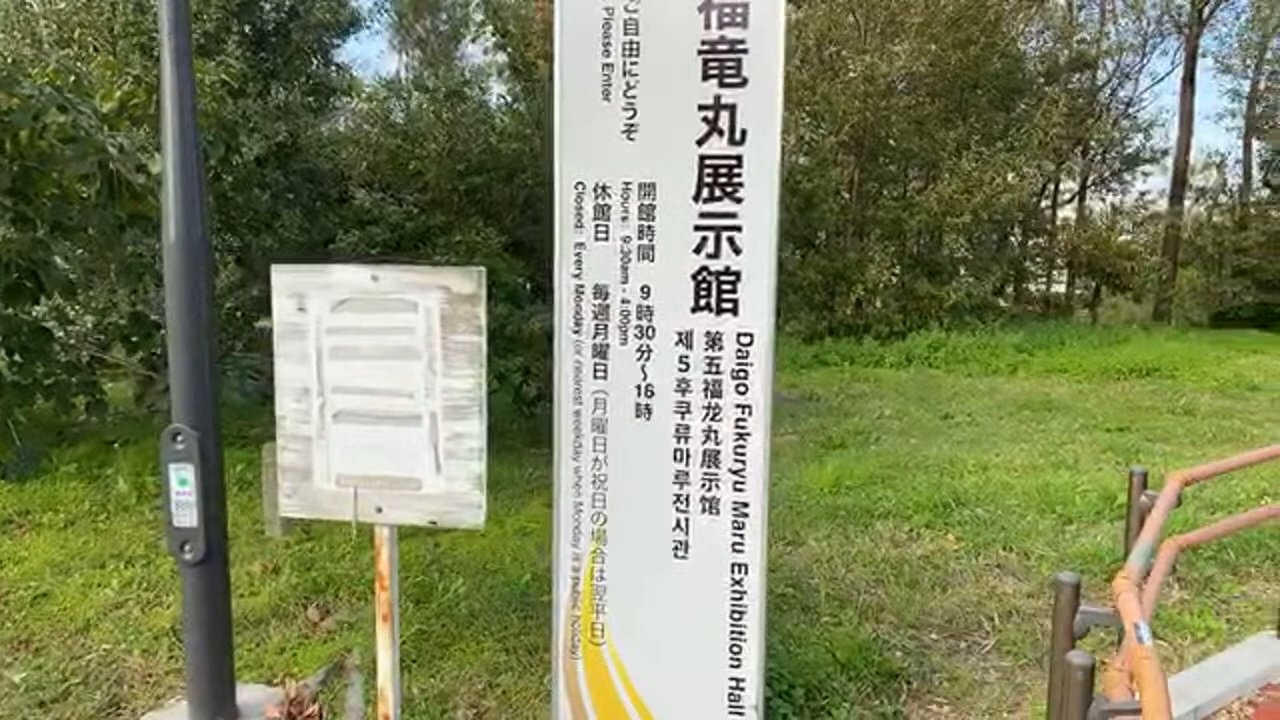 福竜丸展示館
Daigo Fukuryu Maru Exhibition Hall
第五福龙丸展示馆
제5후쿠류마루전시관
ご自由にどうぞ
Please Enter
開館時間 9時30分～16時
Hours: 9:30am - 4:00pm
休館日 毎週月曜日(月曜日が祝日の場合は翌平日)
Closed: Every Monday (or nearest weekday when Monday is a public holiday)